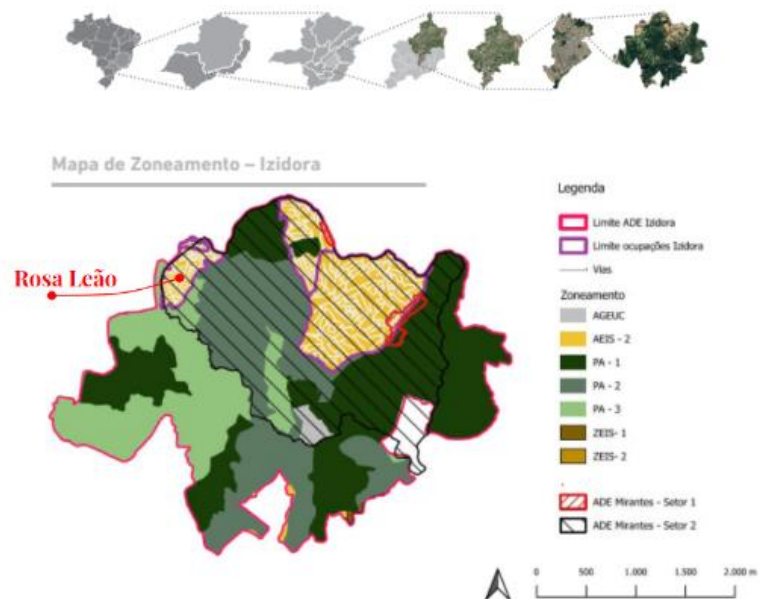 Mapa de Zoneamento – Izidora
Rosa Leão
Legenda
Limite ADE Izidora
Limite ocupações Izidora
Vias
Zoneamento
AGEUC
AEIS - 2
PA - 1
PA - 2
PA - 3
ZEIS- 1
ZEIS- 2
ADE Mirantes - Setor 1
ADE Mirantes - Setor 2
0 500 1.000 1.500 2.000 m